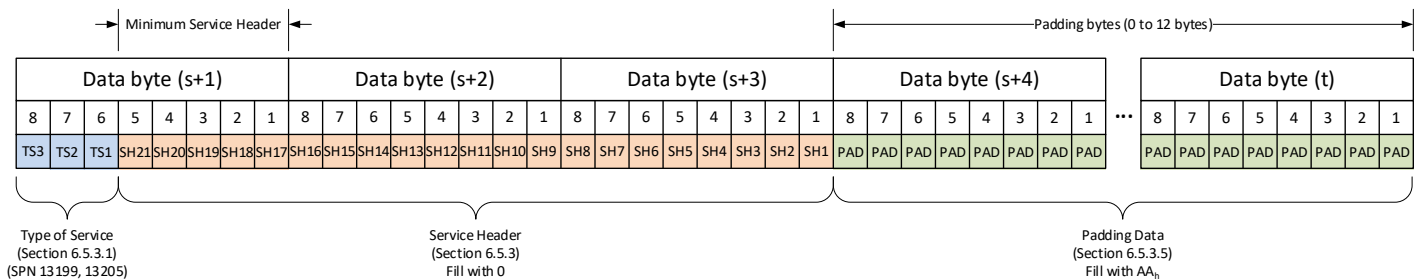 Minimum Service Header
Padding bytes (0 to 12 bytes)
Data byte (s+1) Data byte (s+2) Data byte (s+3) Data byte (s+4) Data byte (t)
8 7 6 5 4 3 2 1 8 7 6 5 4 3 2 1 8 7 6 5 4 3 2 1 8 7 6 5 4 3 2 1 ... 8 7 6 5 4 3 2 1
TS3 TS2 TS1 SH21 SH20 SH19 SH18 SH17 SH16 SH15 SH14 SH13 SH12 SH11 SH10 SH9 SH8 SH7 SH6 SH5 SH4 SH3 SH2 SH1 PAD PAD PAD PAD PAD PAD PAD PAD PAD PAD PAD PAD PAD PAD PAD PAD
Type of Service
(Section 6.5.3.1)
(SPN 13199, 13205)
Service Header
(Section 6.5.3)
Fill with 0
Padding Data
(Section 6.5.3.5)
Fill with AAh